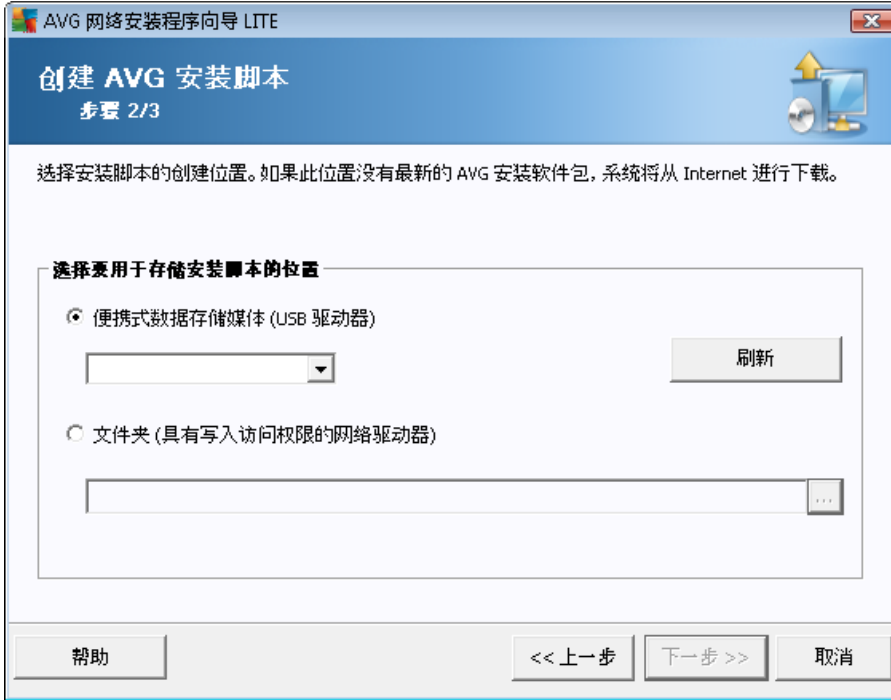 AVG 网络安装程序向导 LITE
创建 AVG 安装脚本
步骤 2/3
选择安装脚本的创建位置。如果此位置没有最新的 AVG 安装软件包, 系统将从 Internet 进行下载。
选择要用于存储安装脚本的位置
便携式数据存储媒体 (USB 驱动器)
刷新
文件夹 (具有写入访问权限的网络驱动器)
...
帮助
<< 上一步
下一步 >>
取消